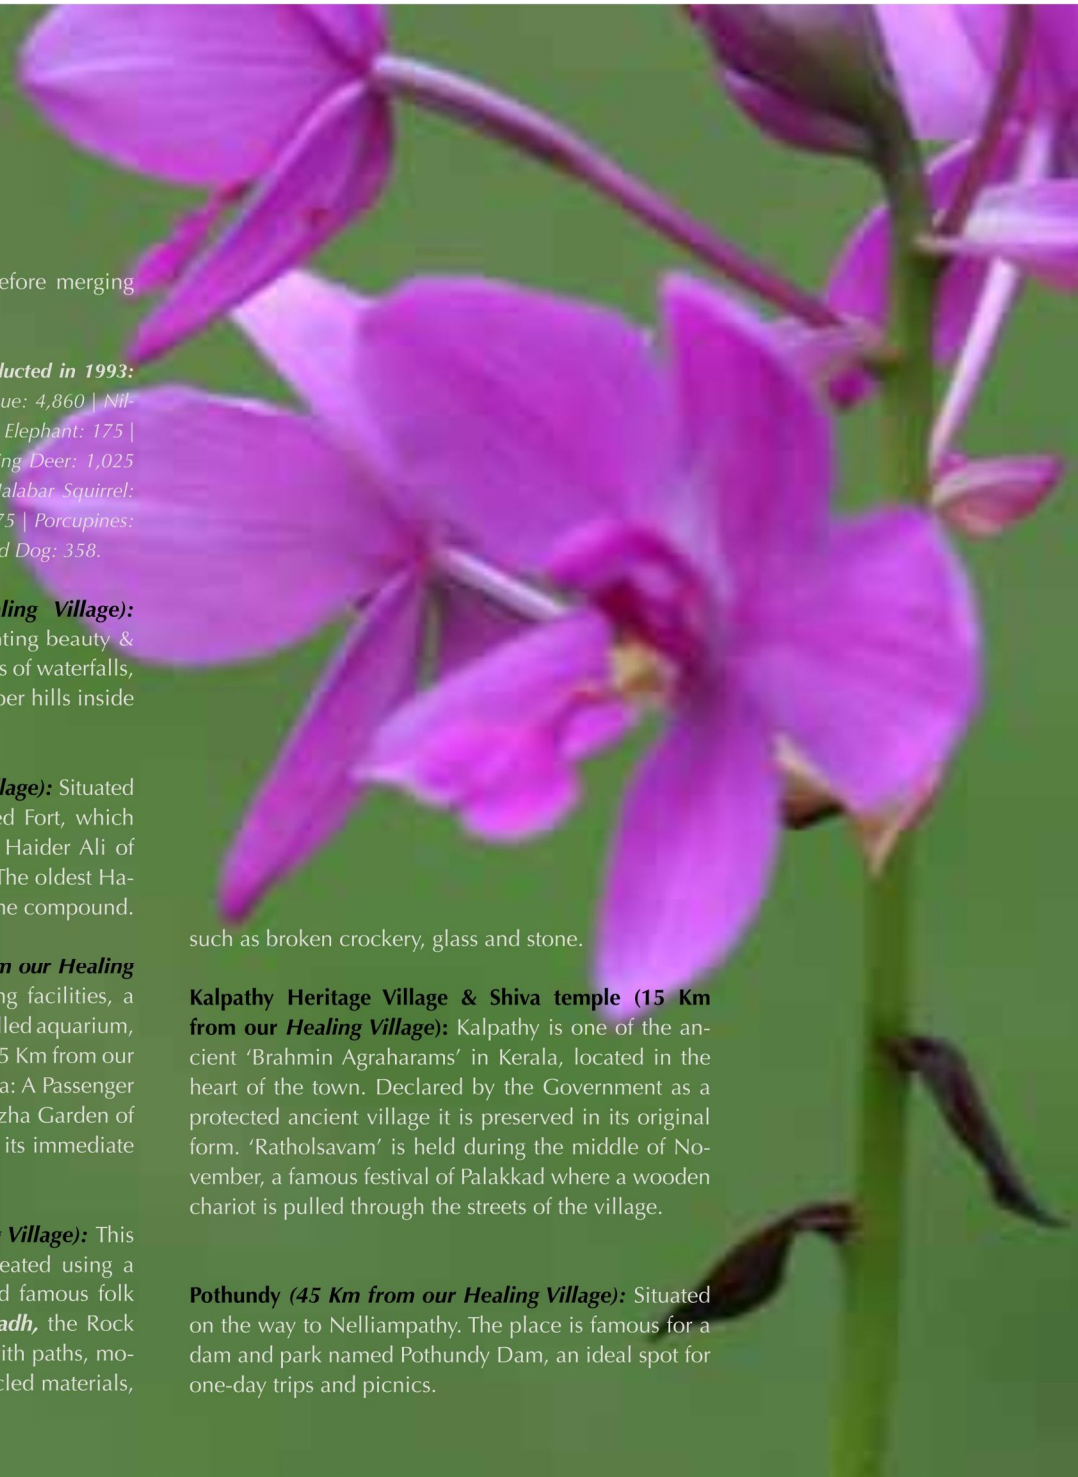 efore merging
ducted in 1993:
ue: 4,860 | Nil-
Elephant: 175 |
ing Deer: 1,025
Malabar Squirrel:
75 | Porcupines:
d Dog: 358.
ling Village):
ting beauty &
s of waterfalls,
per hills inside
llage): Situated
ed Fort, which
Haider Ali of
The oldest Ha-
ne compound.
m our Healing
ng facilities, a
lled aquarium,
5 Km from our
a: A Passenger
zha Garden of
its immediate
Village): This
eated using a
d famous folk
adh, the Rock
ith paths, mo-
cled materials,
such as broken crockery, glass and stone.
Kalpathy Heritage Village & Shiva temple (15 Km
from our Healing Village): Kalpathy is one of the an-
cient ‘Brahmin Agraharams’ in Kerala, located in the
heart of the town. Declared by the Government as a
protected ancient village it is preserved in its original
form. ‘Ratholsavam’ is held during the middle of No-
vember, a famous festival of Palakkad where a wooden
chariot is pulled through the streets of the village.
Pothundy (45 Km from our Healing Village): Situated
on the way to Nelliampathy. The place is famous for a
dam and park named Pothundy Dam, an ideal spot for
one-day trips and picnics.